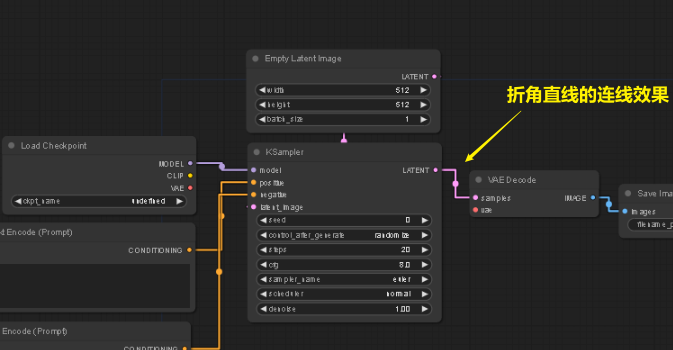 Empty Latent Image
LATENT
width 512
height 512
batch_size 1
折角直线的连线效果
Load Checkpoint
MODEL
CLIP
VAE
ckpt_name undefined
KSampler
model LATENT
positive
negative
latent_image
seed 0
control_after_generate randomize
steps 20
cfg 8.0
sampler_name euler
scheduler normal
denoise 1.00
VAE Decode
samples IMAGE
vae
Save Ima
images
filename_p
d Encode (Prompt)
CONDITIONING
Encode (Prompt)
CONDITIONING